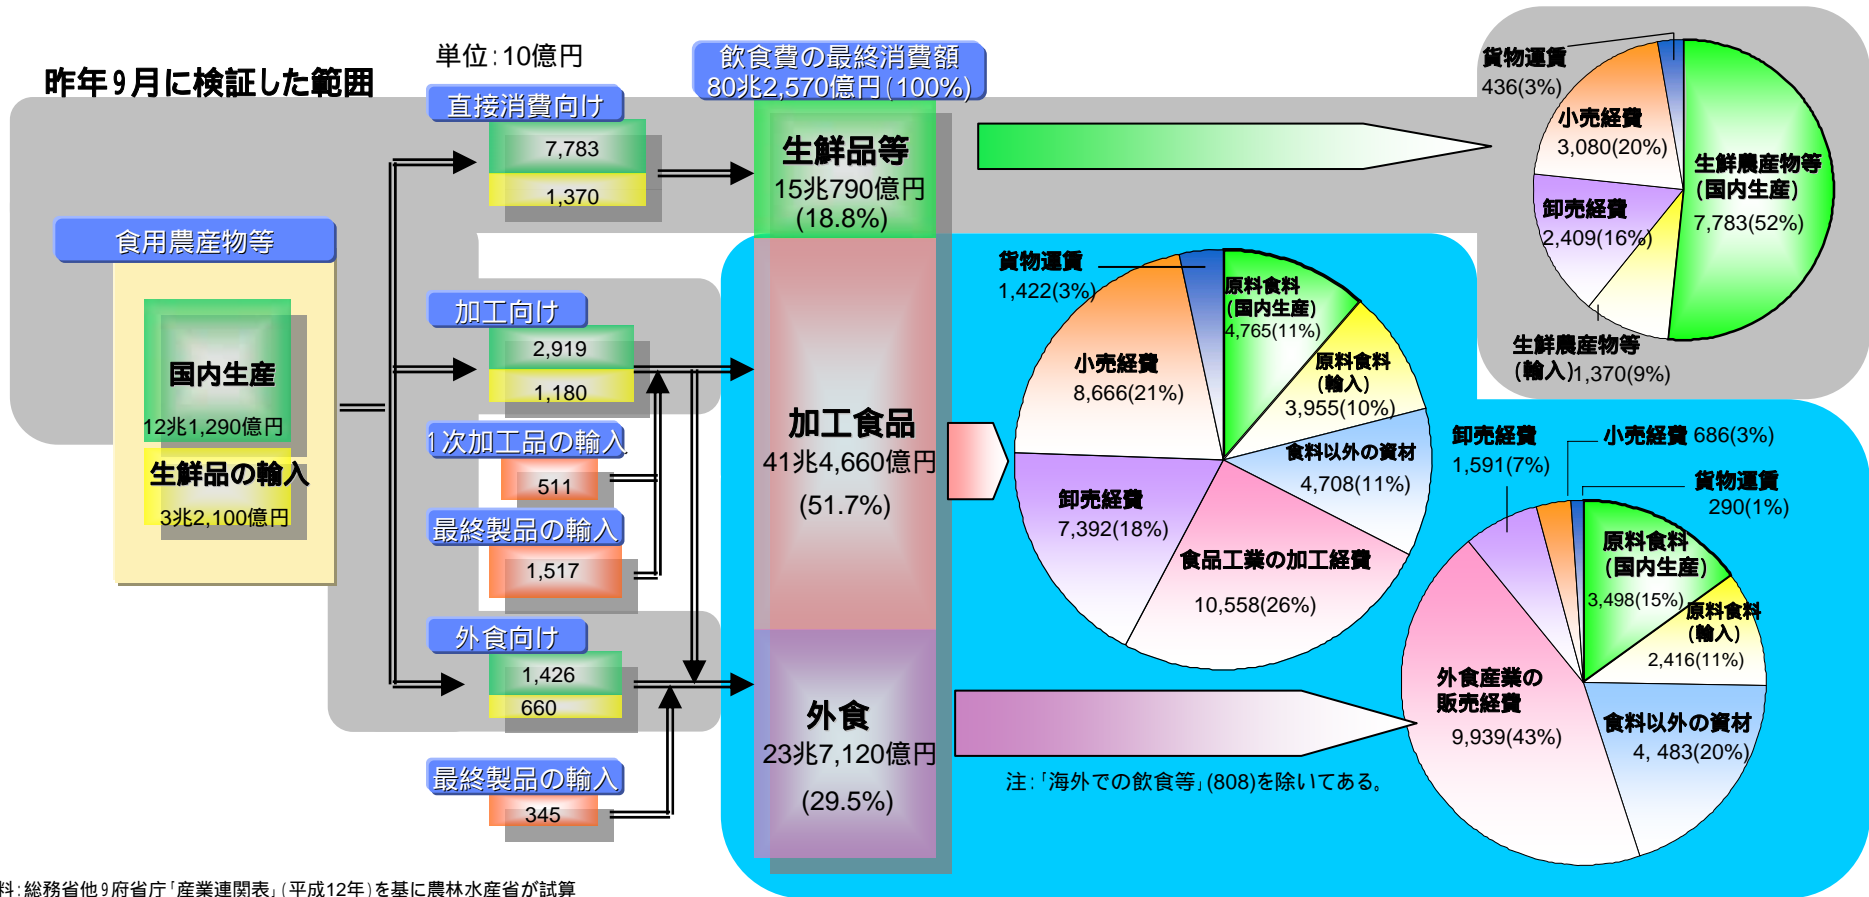 昨年9月に検証した範囲
単位:10億円
飲食費の最終消費額
80兆2,570億円(100%)
直接消費向け
7,783
1,370
生鮮品等
15兆790億円
(18.8%)
食用農産物等
国内生産
12兆1,290億円
生鮮品の輸入
3兆2,100億円
加工向け
2,919
1,180
1次加工品の輸入
511
最終製品の輸入
1,517
加工食品
41兆4,660億円
(51.7%)
外食向け
1,426
660
最終製品の輸入
345
外食
23兆7,120億円
(29.5%)
貨物運賃
436(3%)
小売経費
3,080(20%)
卸売経費
2,409(16%)
生鮮農産物等
(国内生産)
7,783(52%)
生鮮農産物等
(輸入)1,370(9%)
貨物運賃
1,422(3%)
原料食料
(国内生産)
4,765(11%)
原料食料
(輸入)
3,955(10%)
小売経費
8,666(21%)
食料以外の資材
4,708(11%)
卸売経費
7,392(18%)
食品工業の加工経費
10,558(26%)
卸売経費
1,591(7%)
小売経費 686(3%)
貨物運賃
290(1%)
原料食料
(国内生産)
3,498(15%)
原料食料
(輸入)
2,416(11%)
外食産業の
販売経費
9,939(43%)
食料以外の資材
4, 483(20%)
注:「海外での飲食等」(808)を除いてある。
料:総務省他9府省庁「産業連関表」(平成12年)を基に農林水産省が試算